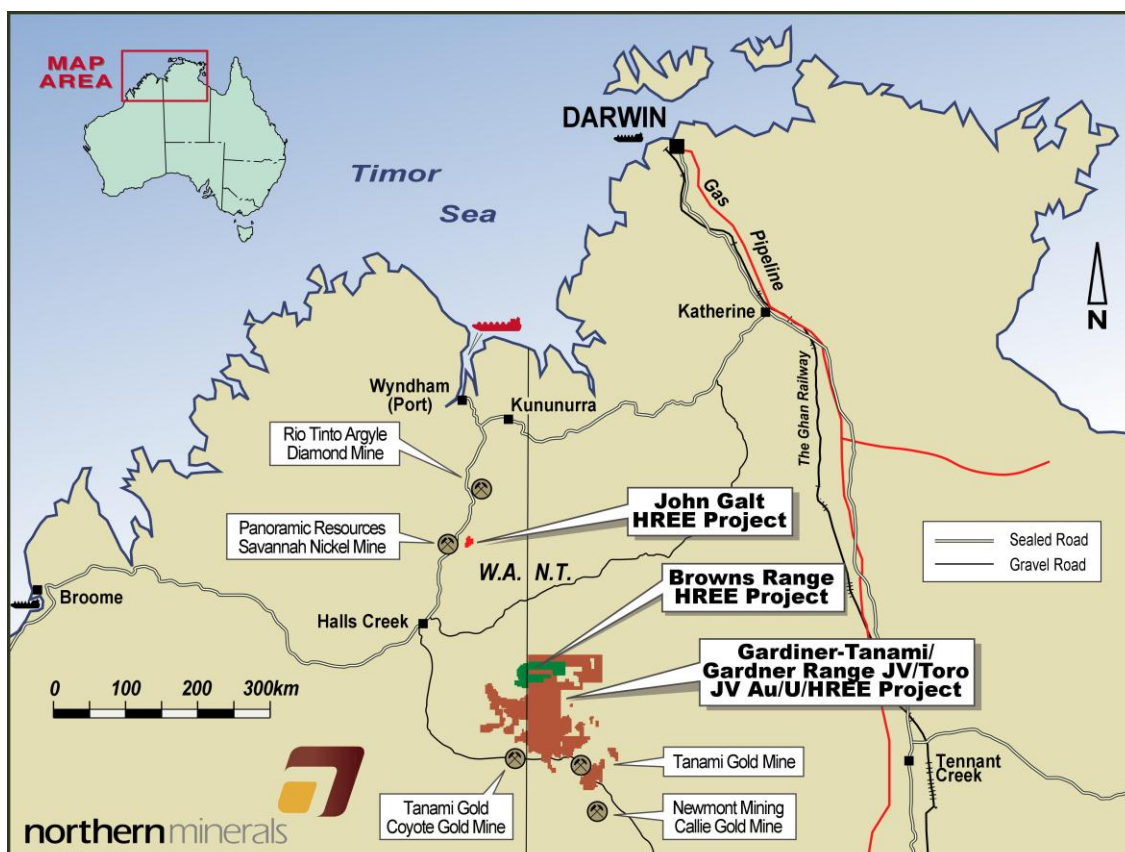 MAP
AREA
DARWIN
Timor
Sea
Gas
Pipeline
Katherine
N
Wyndham
(Port)
Kununurra
The Ghan Railway
Rio Tinto Argyle
Diamond Mine
John Galt
HREE Project
Panoramic Resources
Savannah Nickel Mine
Sealed Road
Gravel Road
W.A. N.T.
Browns Range
HREE Project
Broome
Halls Creek
Gardiner-Tanami/
Gardner Range JV/Toro
JV Au/U/HREE Project
0 100 200 300km
Tanami Gold Mine
Tennant
Creek
Tanami Gold
Coyote Gold Mine
Newmont Mining
Callie Gold Mine
northernminerals